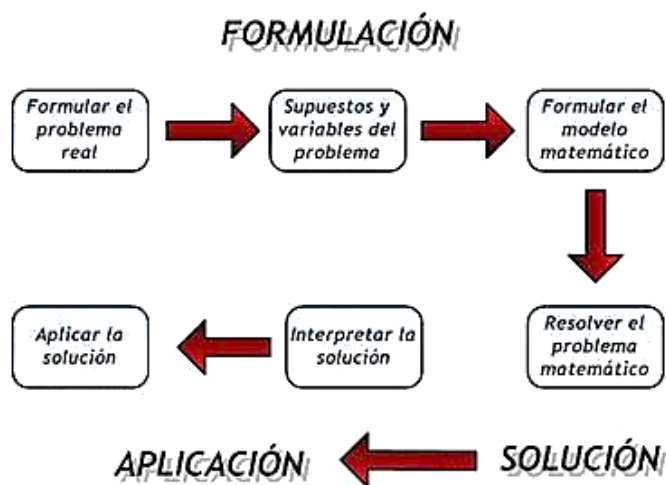 FORMULACIÓN
Formular el
problema
real
Supuestos y
variables del
problema
Formular el
modelo
matemático
Aplicar la
solución
Interpretar la
solución
Resolver el
problema
matemático
APLICACIÓN
SOLUCIÓN